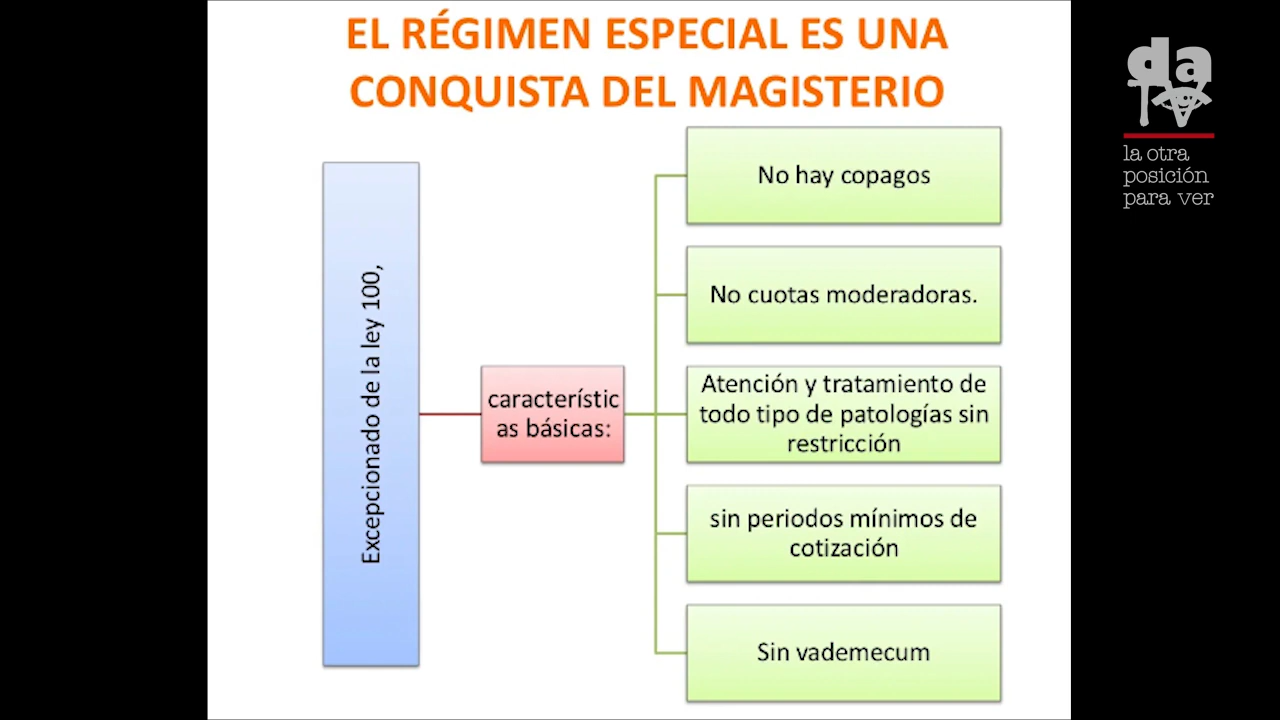 EL RÉGIMEN ESPECIAL ES UNA
CONQUISTA DEL MAGISTERIO
Excepcionado de la ley 100,
característic
as básicas:
No hay copagos
No cuotas moderadoras.
Atención y tratamiento de
todo tipo de patologías sin
restricción
sin periodos mínimos de
cotización
Sin vademecum
da
TV
la otra
posición
para ver